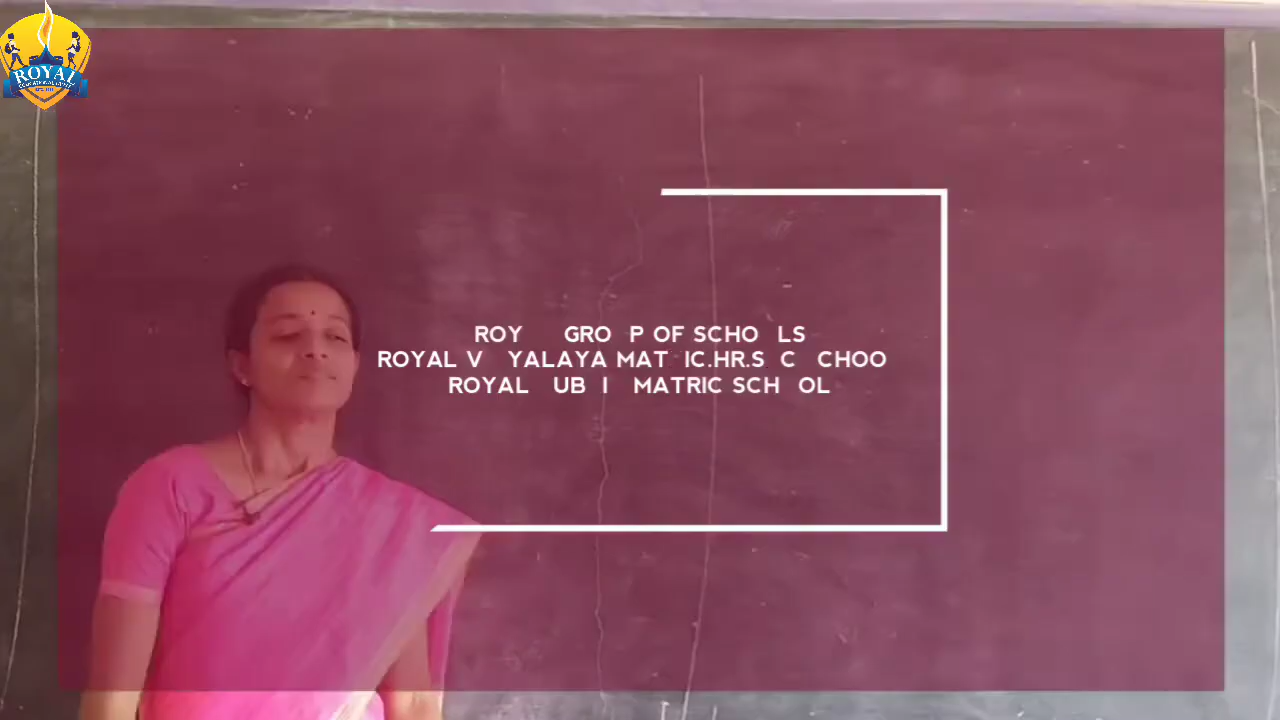 ROYAL
ROY GRO P OF SCHO LS
ROYAL V YALAYA MAT IC.HR.S C CHOO
ROYAL UB I MATRIC SCH OL